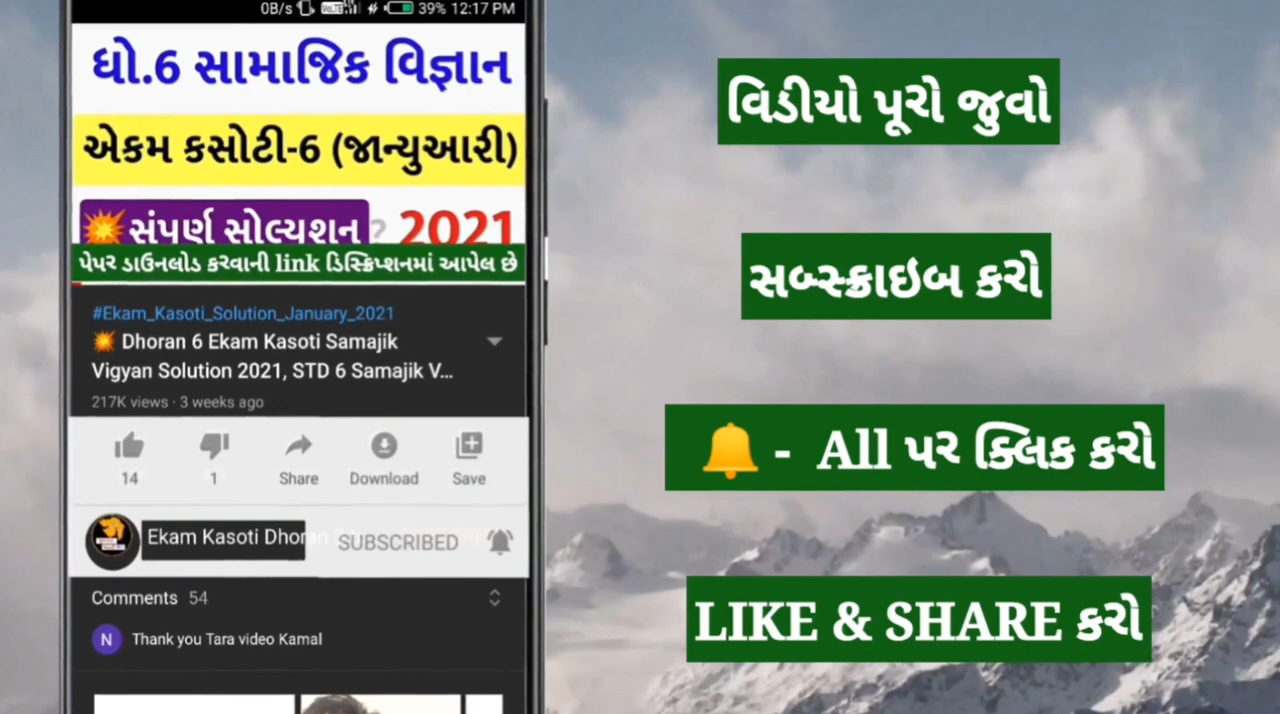 0B/s 39% 12:17 PM
ધો.6 સામાજિક વિજ્ઞાન
એકમ કસોટી-6 (જાન્યુઆરી)
💥સંપૂર્ણ સોલ્યુશન ? 2021
પેપર ડાઉનલોડ કરવાની link ડિસ્ક્રિપ્શનમાં આપેલ છે
#Ekam_Kasoti_Solution_January_2021
💥 Dhoran 6 Ekam Kasoti Samajik
Vigyan Solution 2021, STD 6 Samajik V...
217K views · 3 weeks ago
14 1 Share Download Save
Ekam Kasoti Dhoran SUBSCRIBED
Comments 54
N Thank you Tara video Kamal
વિડીયો પૂરો જુવો
સબ્સ્ક્રાઇબ કરો
🔔 - All પર ક્લિક કરો
LIKE & SHARE કરો